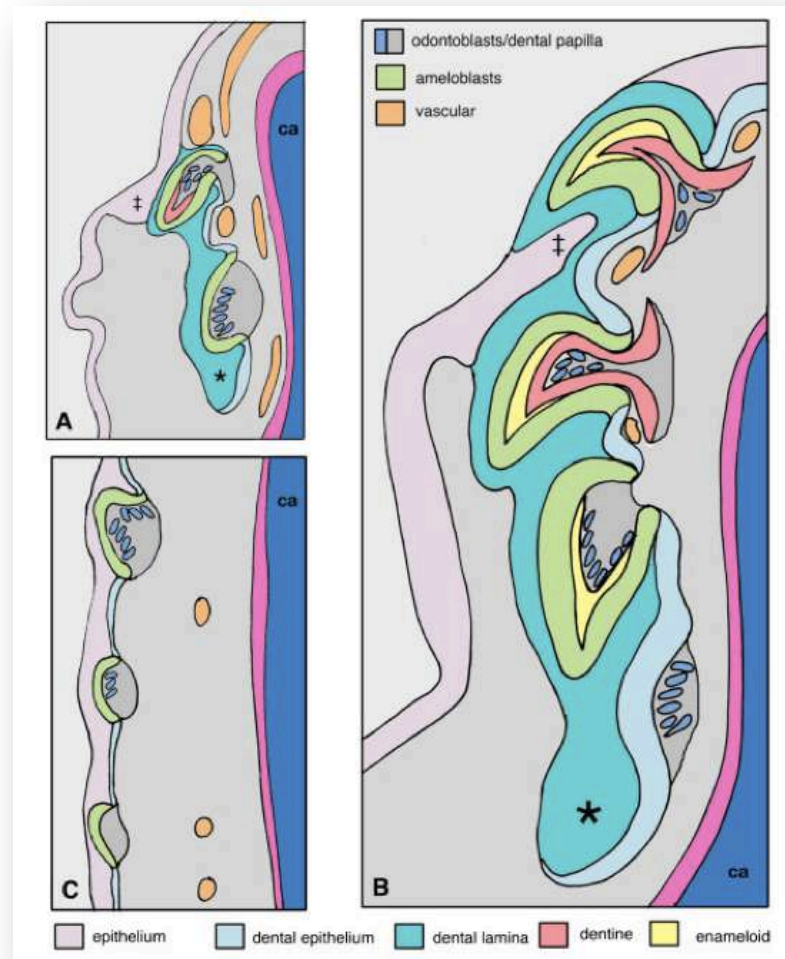 odontoblasts/dental papilla
ameloblasts
vascular
ca
‡
*
A
‡
ca
C
*
ca
B
epithelium
dental epithelium
dental lamina
dentine
enameloid